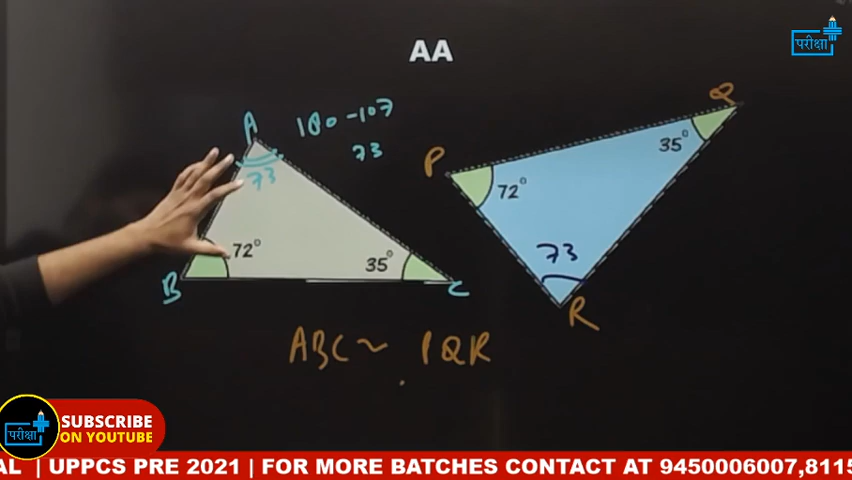 परीक्षा
AA
A
180-107
73
73
72°
35°
B
C
P
Q
72°
35°
73
R
ABC ~ PQR
परीक्षा
SUBSCRIBE
ON YOUTUBE
AL | UPPCS PRE 2021 | FOR MORE BATCHES CONTACT AT 9450006007,8115